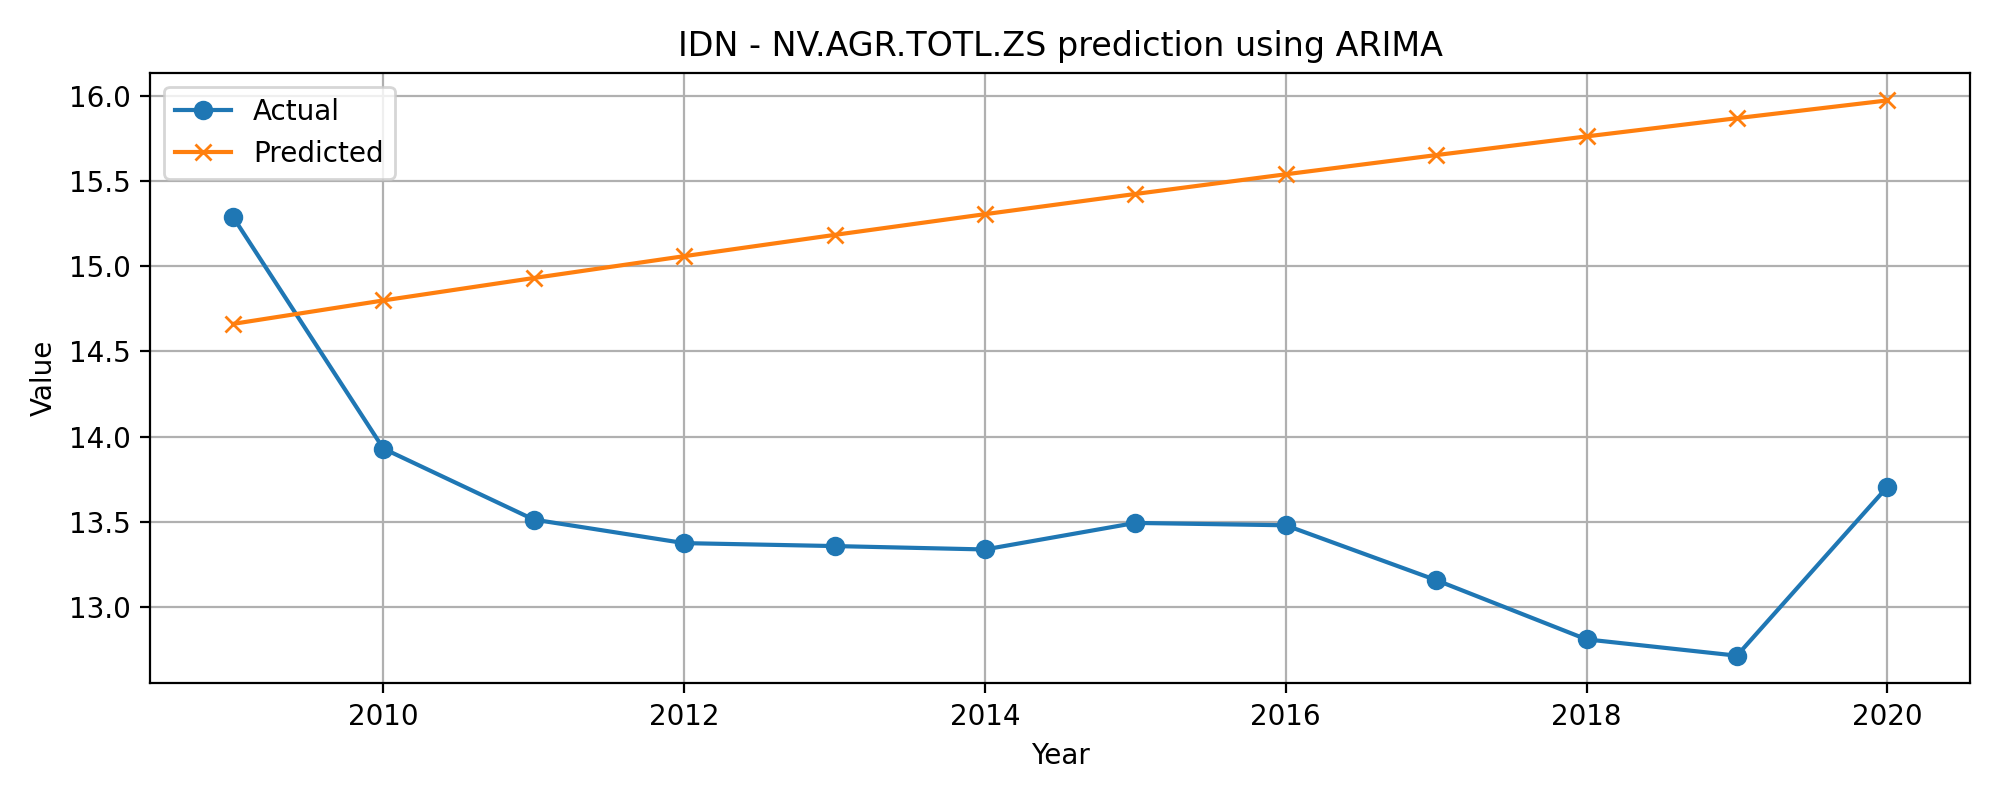 IDN - NV.AGR.TOTL.ZS prediction using ARIMA
Actual
Predicted
Value
16.0
15.5
15.0
14.5
14.0
13.5
13.0
2010 2012 2014 2016 2018 2020
Year